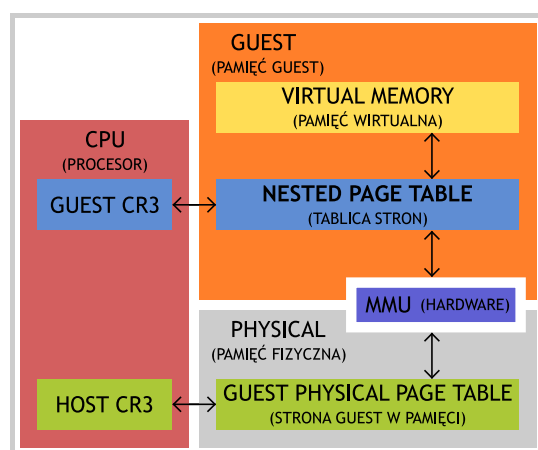 GUEST
(PAMIĘĆ GUEST)
VIRTUAL MEMORY
(PAMIĘĆ WIRTUALNA)
CPU
(PROCESOR)
GUEST CR3
NESTED PAGE TABLE
(TABLICA STRON)
MMU (HARDWARE)
PHYSICAL
(PAMIĘĆ FIZYCZNA)
HOST CR3
GUEST PHYSICAL PAGE TABLE
(STRONA GUEST W PAMIĘCI)